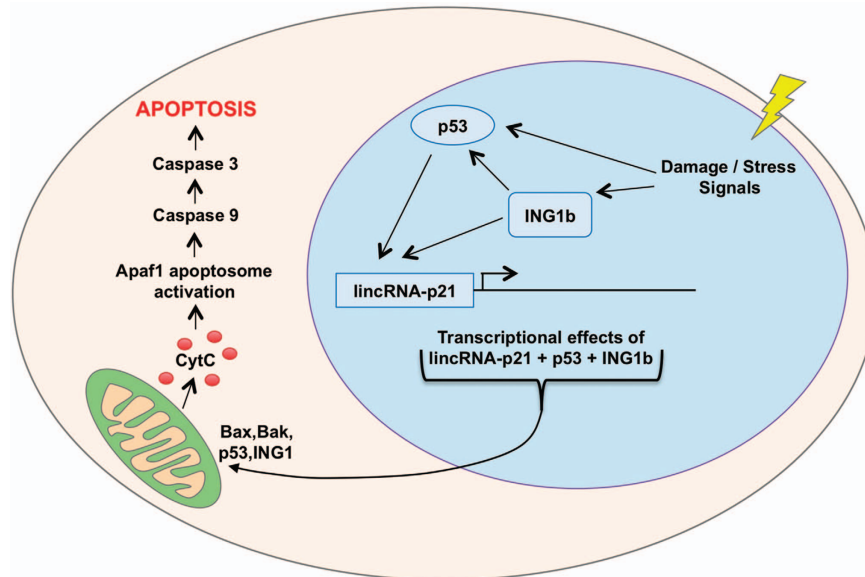 APOPTOSIS
Caspase 3
Caspase 9
Apaf1 apoptosome
activation
CytC
Bax,Bak,
p53,ING1
p53
Damage / Stress
Signals
ING1b
lincRNA-p21
Transcriptional effects of
lincRNA-p21 + p53 + ING1b